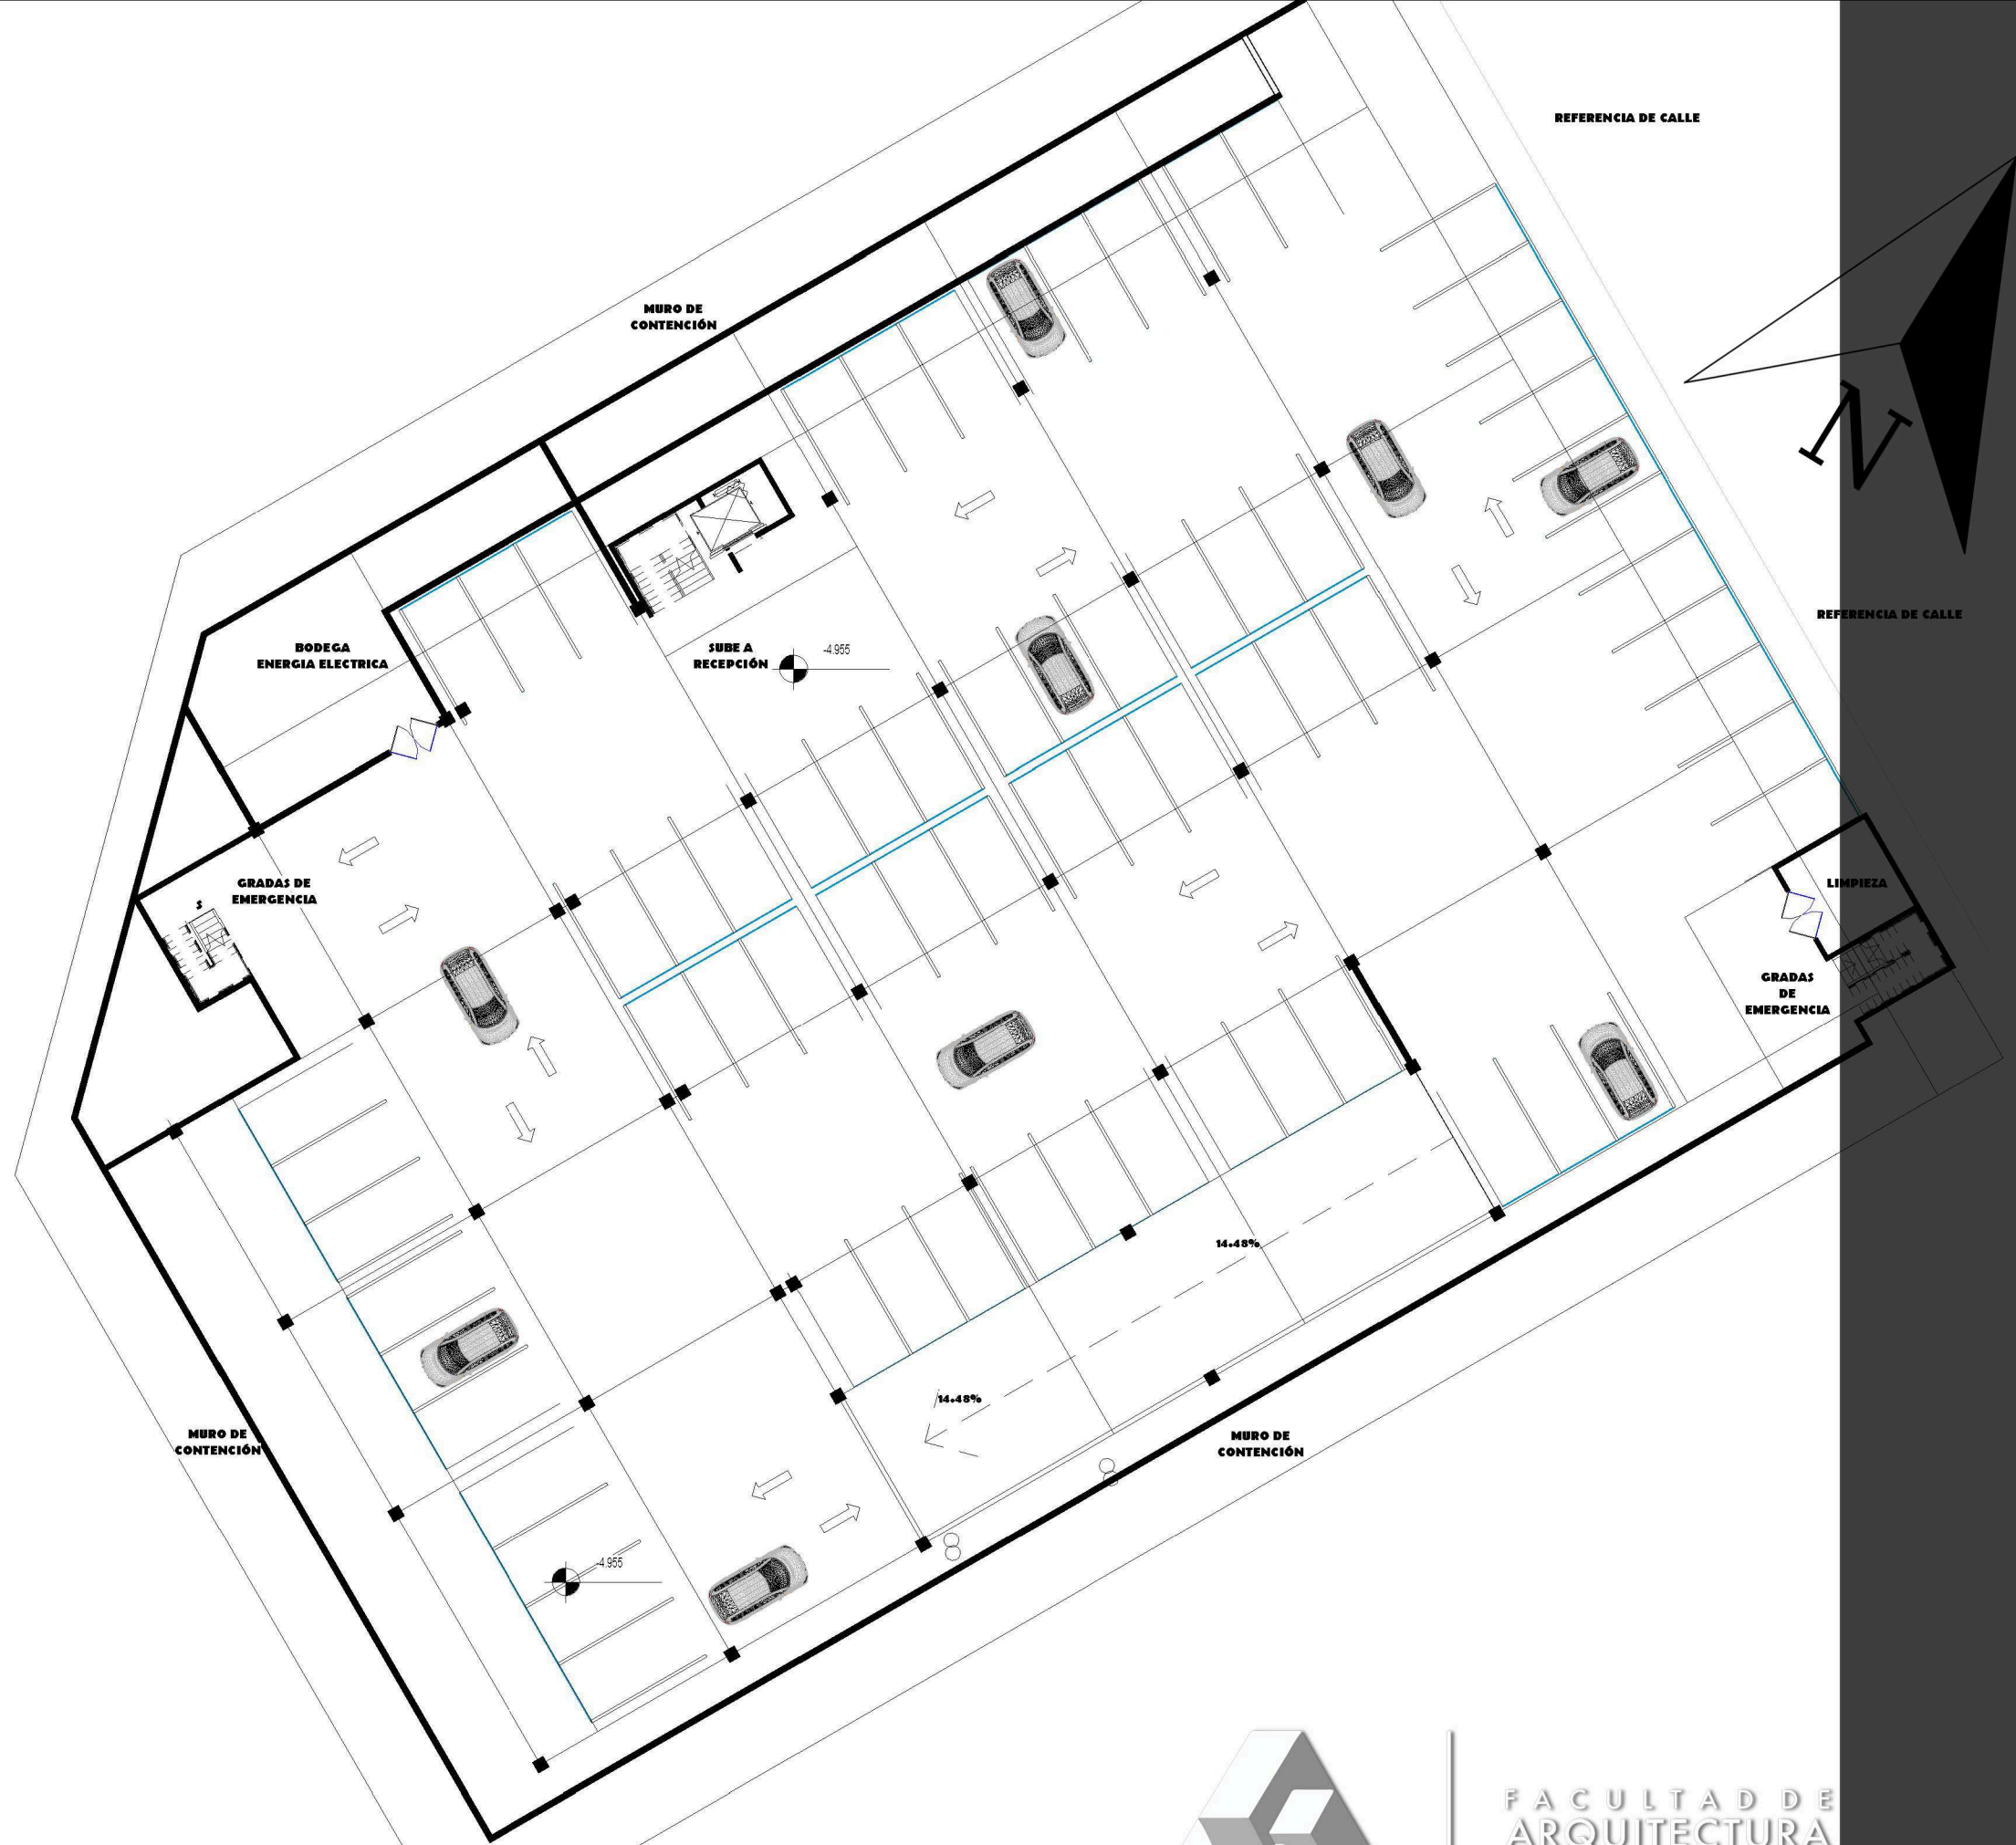 REFERENCIA DE CALLE
MURO DE
CONTENCIÓN
N
REFERENCIA DE CALLE
BODEGA
ENERGIA ELECTRICA
SUBE A
RECEPCIÓN
-4.955
GRADAS DE
EMERGENCIA
S
LIMPIEZA
GRADAS
DE
EMERGENCIA
14.48%
14.48%
MURO DE
CONTENCIÓN
MURO DE
CONTENCIÓN
-4.955
FACULTAD DE
ARQUITECTURA